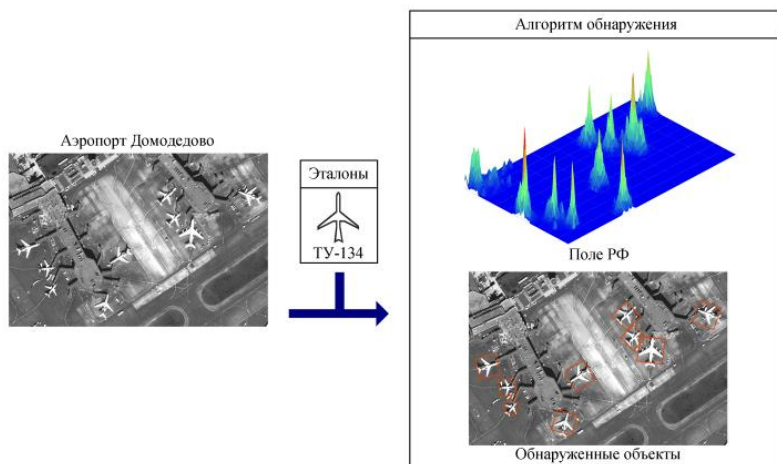 Аэропорт Домодедово
Эталоны
ТУ-134
Алгоритм обнаружения
Поле РФ
Обнаруженные объекты